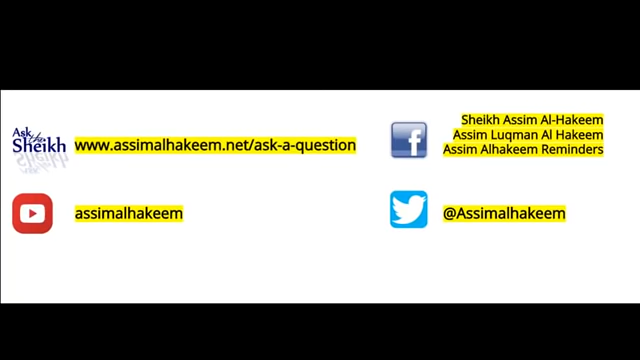 Ask
the
Sheikh
www.assimalhakeem.net/ask-a-question
Sheikh Assim Al-Hakeem
Assim Luqman Al Hakeem
Assim Alhakeem Reminders
assimalhakeem
@Assimalhakeem